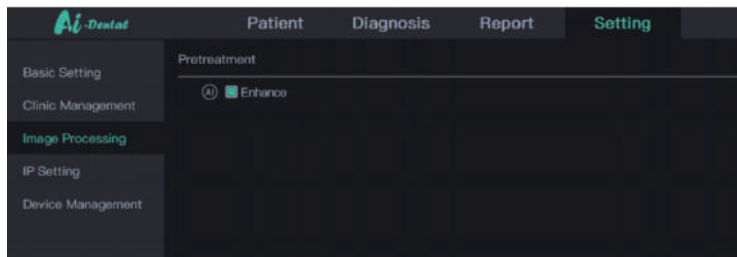 Ai-Dental Patient Diagnosis Report Setting
Pretreatment
Basic Setting
AI Enhance
Clinic Management
Image Processing
IP Setting
Device Management